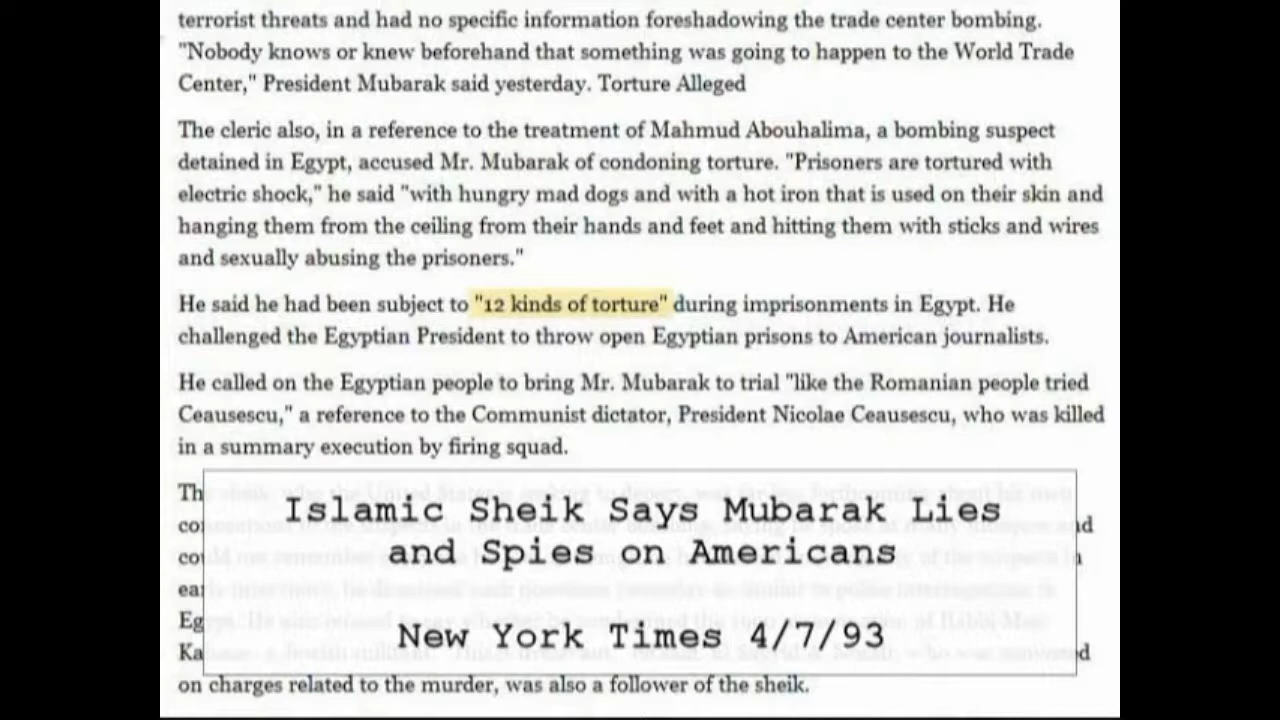 terrorist threats and had no specific information foreshadowing the trade center bombing.
"Nobody knows or knew beforehand that something was going to happen to the World Trade
Center," President Mubarak said yesterday. Torture Alleged
The cleric also, in a reference to the treatment of Mahmud Abouhalima, a bombing suspect
detained in Egypt, accused Mr. Mubarak of condoning torture. "Prisoners are tortured with
electric shock," he said "with hungry mad dogs and with a hot iron that is used on their skin and
hanging them from the ceiling from their hands and feet and hitting them with sticks and wires
and sexually abusing the prisoners."
He said he had been subject to "12 kinds of torture" during imprisonments in Egypt. He
challenged the Egyptian President to throw open Egyptian prisons to American journalists.
He called on the Egyptian people to bring Mr. Mubarak to trial "like the Romanian people tried
Ceausescu," a reference to the Communist dictator, President Nicolae Ceausescu, who was killed
in a summary execution by firing squad.
Islamic Sheik Says Mubarak Lies
and Spies on Americans
New York Times 4/7/93
on charges related to the murder, was also a follower of the sheik.